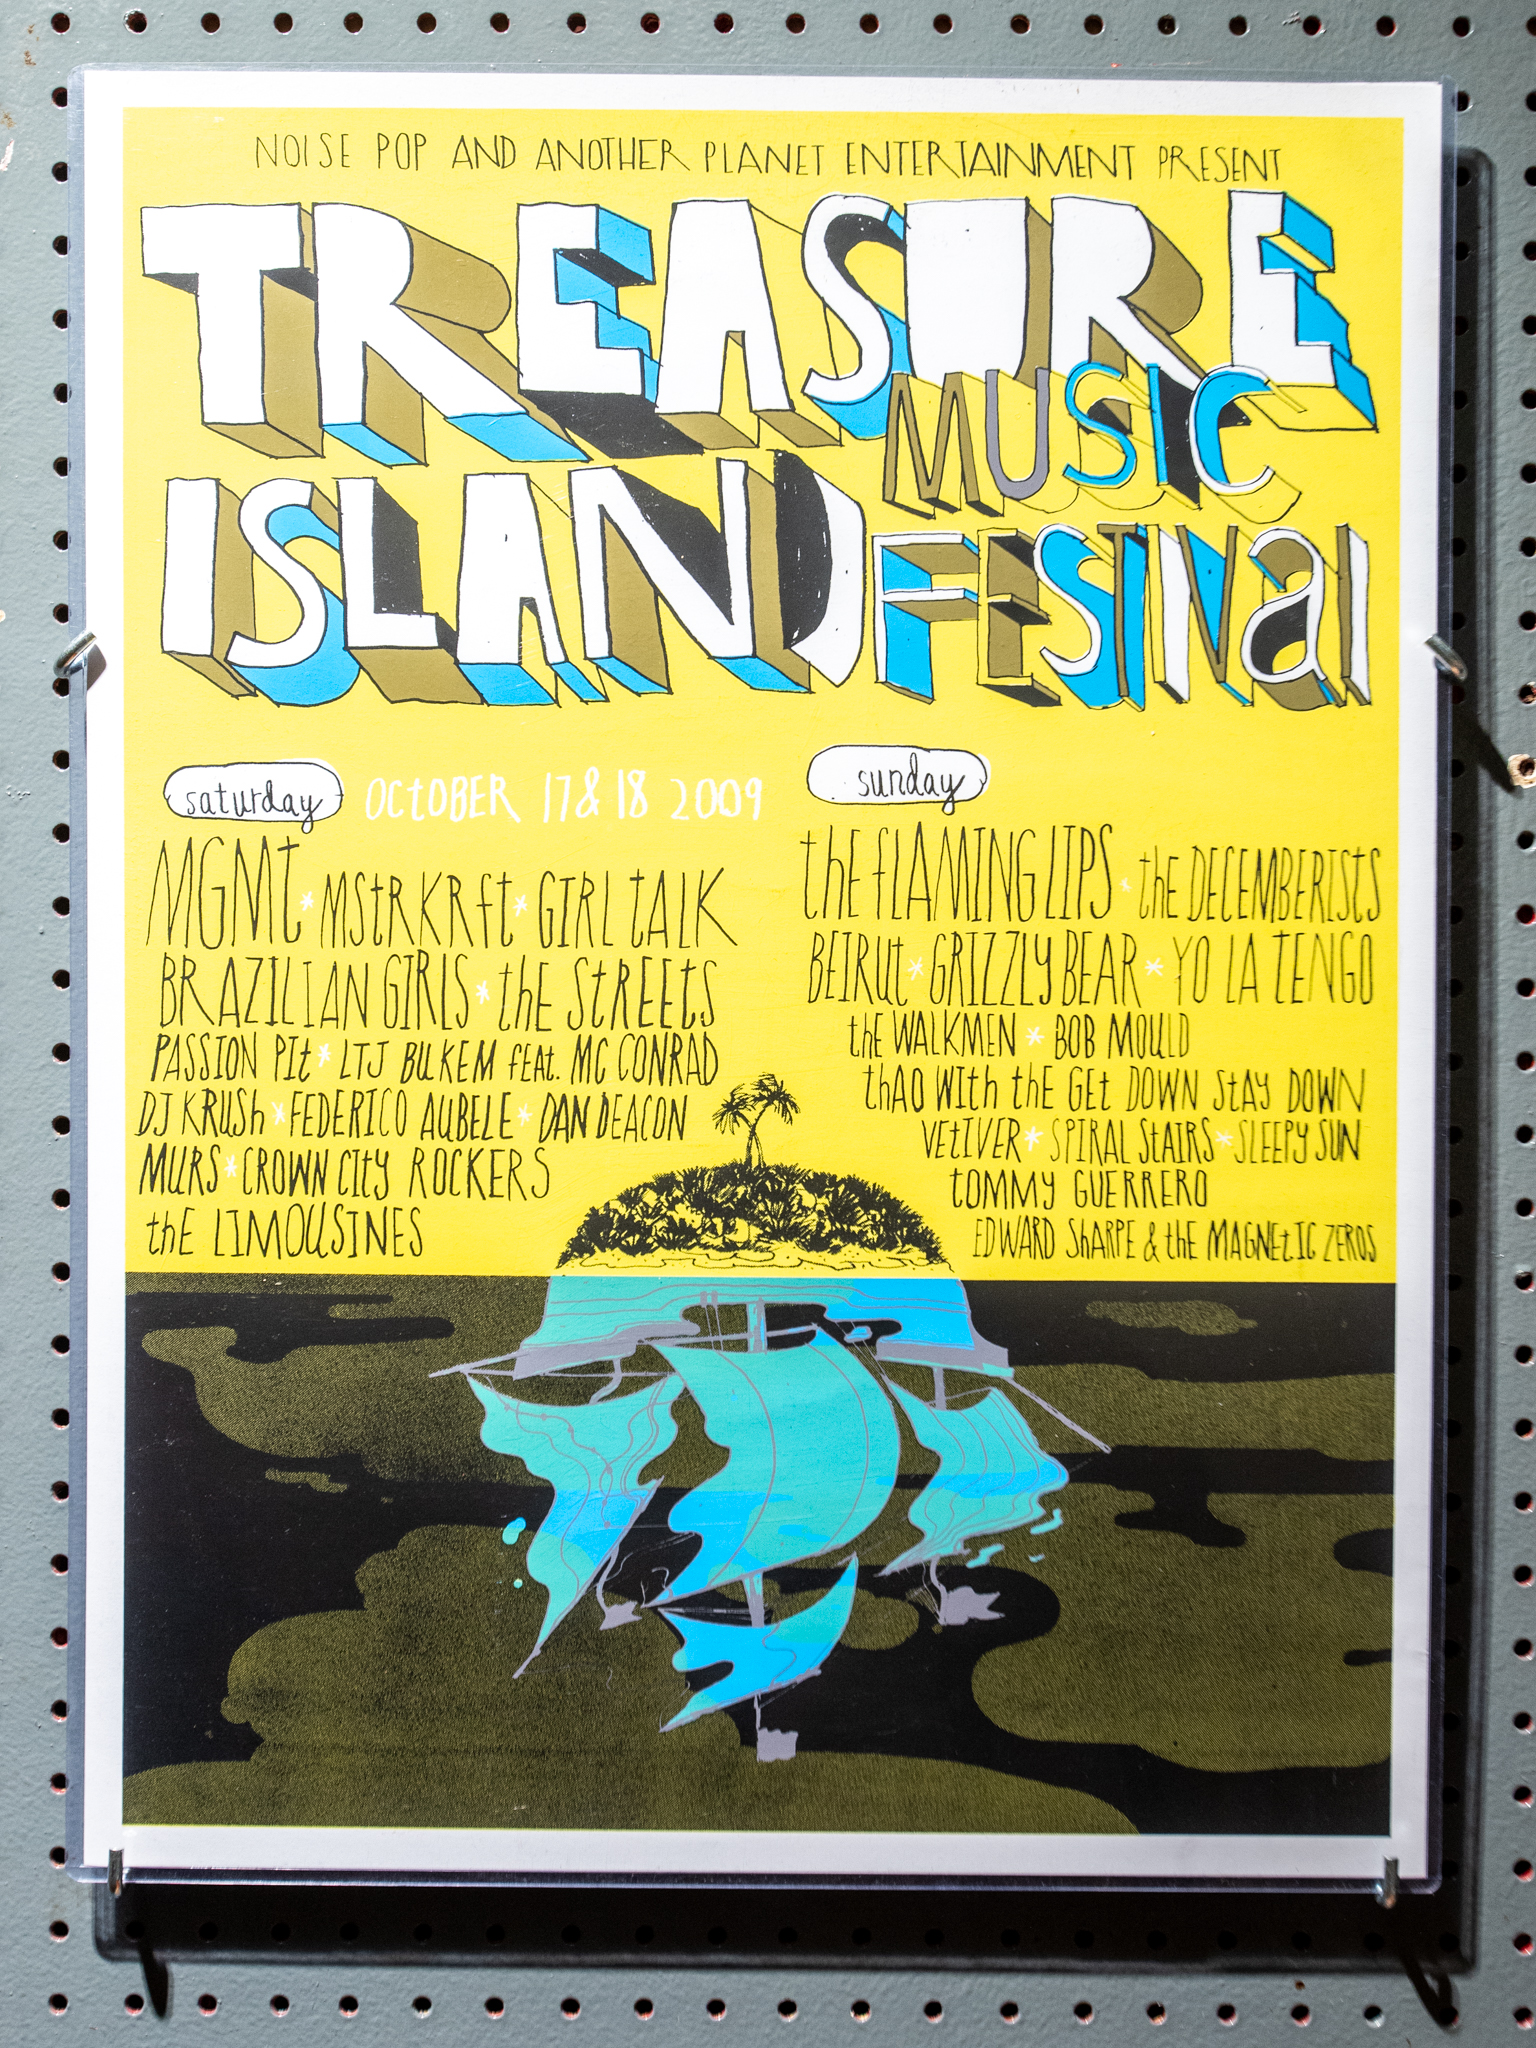 NOISE POP AND ANOTHER PLANET ENTERTAINMENT PRESENT
TREASURE
MUSIC
ISLAND
FESTIVal
saturday
OCtOBER 17 & 18 2009
MGMt * MStRKRft * GIRL tALK
BRAZILIAN GIRLS * thE StREEtS
PASSION PIt * LTJ BUKEM fEAt. MC CONRAD
DJ KRUSh * FEDERICO AUBELE * DAN DEACON
MURS * CROWN CIty ROCKERS
thE LIMOUSINES
sunday
thE fLAMING LIPS * thE DECEMBERIStS
BEIRUt * GRIZZLy BEAR * YO LA TENGO
thE WALKMEN * BOB MOULD
thAO WIth thE GEt DOWN StAy DOWN
VEtIVER * SPIRAL StAIRS * SLEEPy SUN
tOMMY GUERRERO
EDWARD ShARPE & thE MAGNEtIC ZEROS